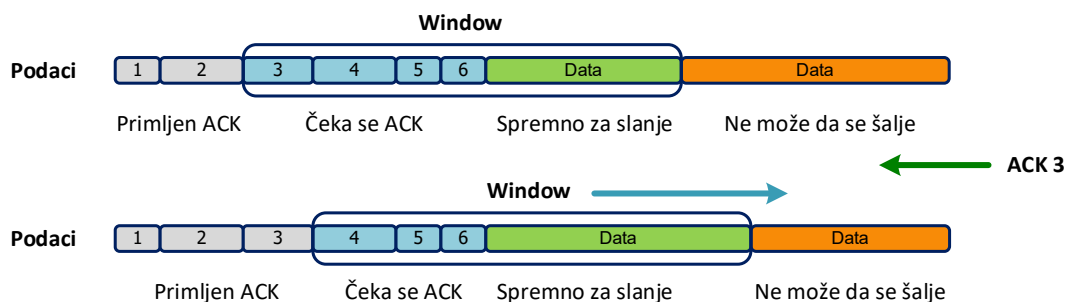 Window
Podaci 1 2 3 4 5 6 Data Data
Primljen ACK Čeka se ACK Spremno za slanje Ne može da se šalje
ACK 3
Window
Podaci 1 2 3 4 5 6 Data Data
Primljen ACK Čeka se ACK Spremno za slanje Ne može da se šalje